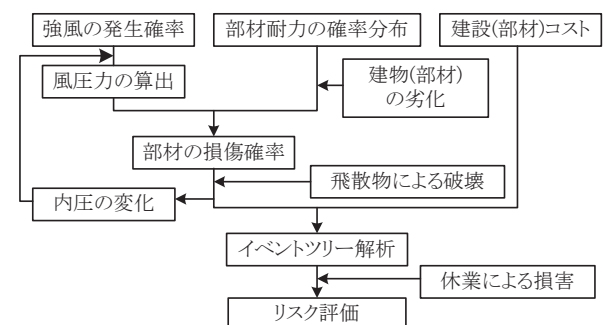 強風の発生確率
部材耐力の確率分布
建設(部材)コスト
風圧力の算出
建物(部材)
の劣化
部材の損傷確率
飛散物による破壊
内圧の変化
イベントツリー解析
休業による損害
リスク評価